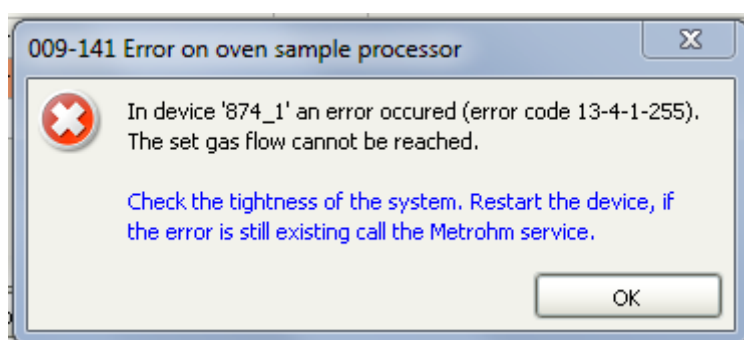 009-141 Error on oven sample processor
In device '874_1' an error occured (error code 13-4-1-255).
The set gas flow cannot be reached.
Check the tightness of the system. Restart the device, if
the error is still existing call the Metrohm service.
OK